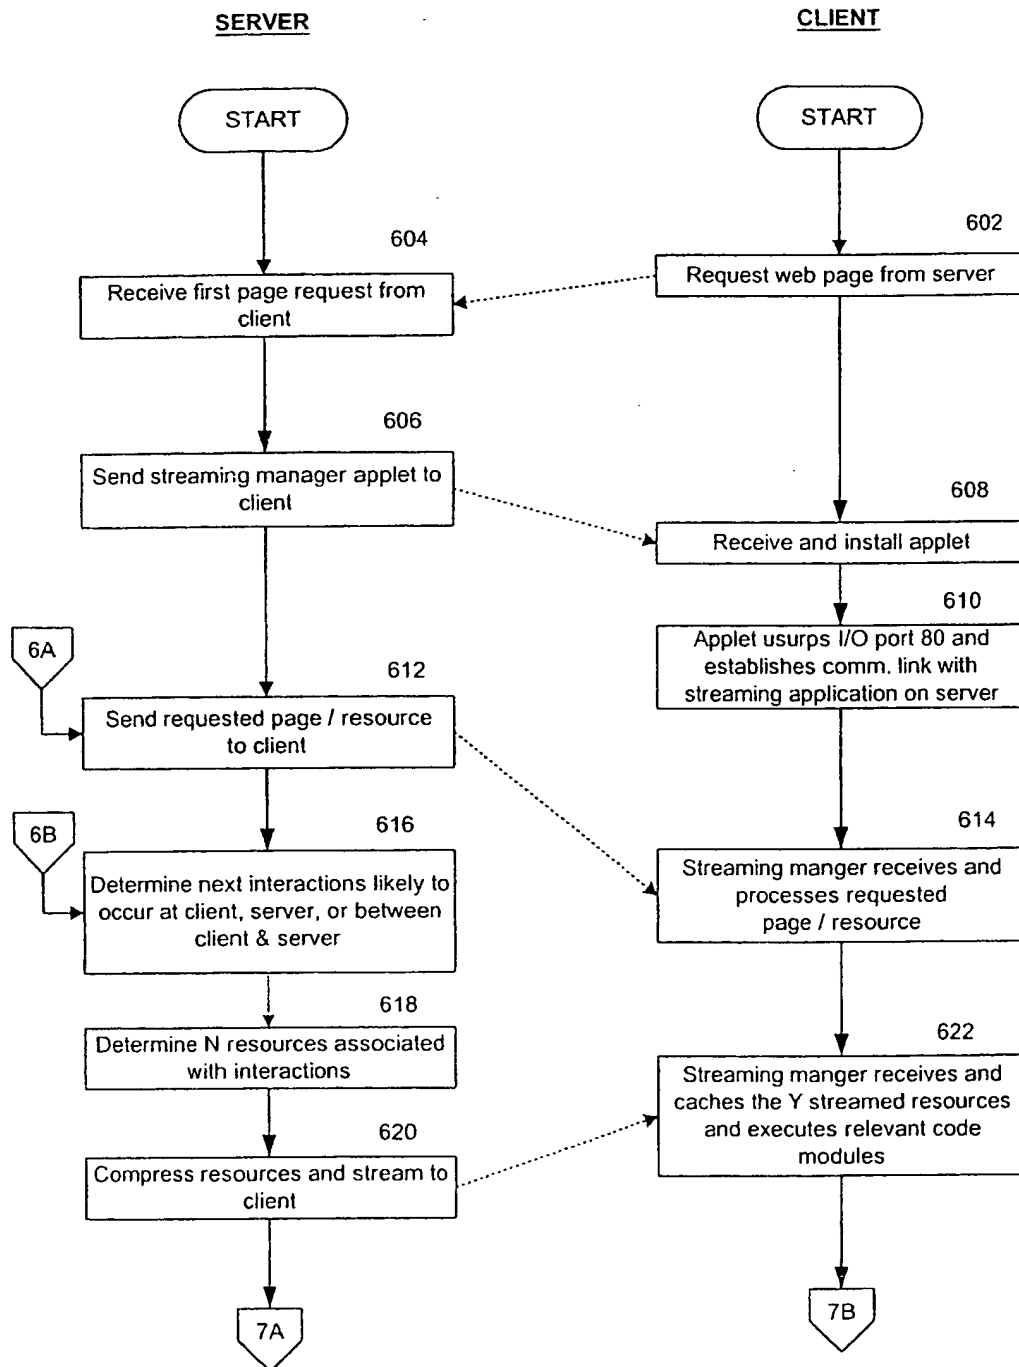 SERVER
CLIENT
START
START
602
Request web page from server
604
Receive first page request from
client
606
Send streaming manager applet to
client
608
Receive and install applet
610
Applet usurps I/O port 80 and
establishes comm. link with
streaming application on server
6A
612
Send requested page / resource
to client
614
Streaming manger receives and
processes requested
page / resource
6B
616
Determine next interactions likely to
occur at client, server, or between
client & server
618
Determine N resources associated
with interactions
620
Compress resources and stream to
client
622
Streaming manger receives and
caches the Y streamed resources
and executes relevant code
modules
7A
7B